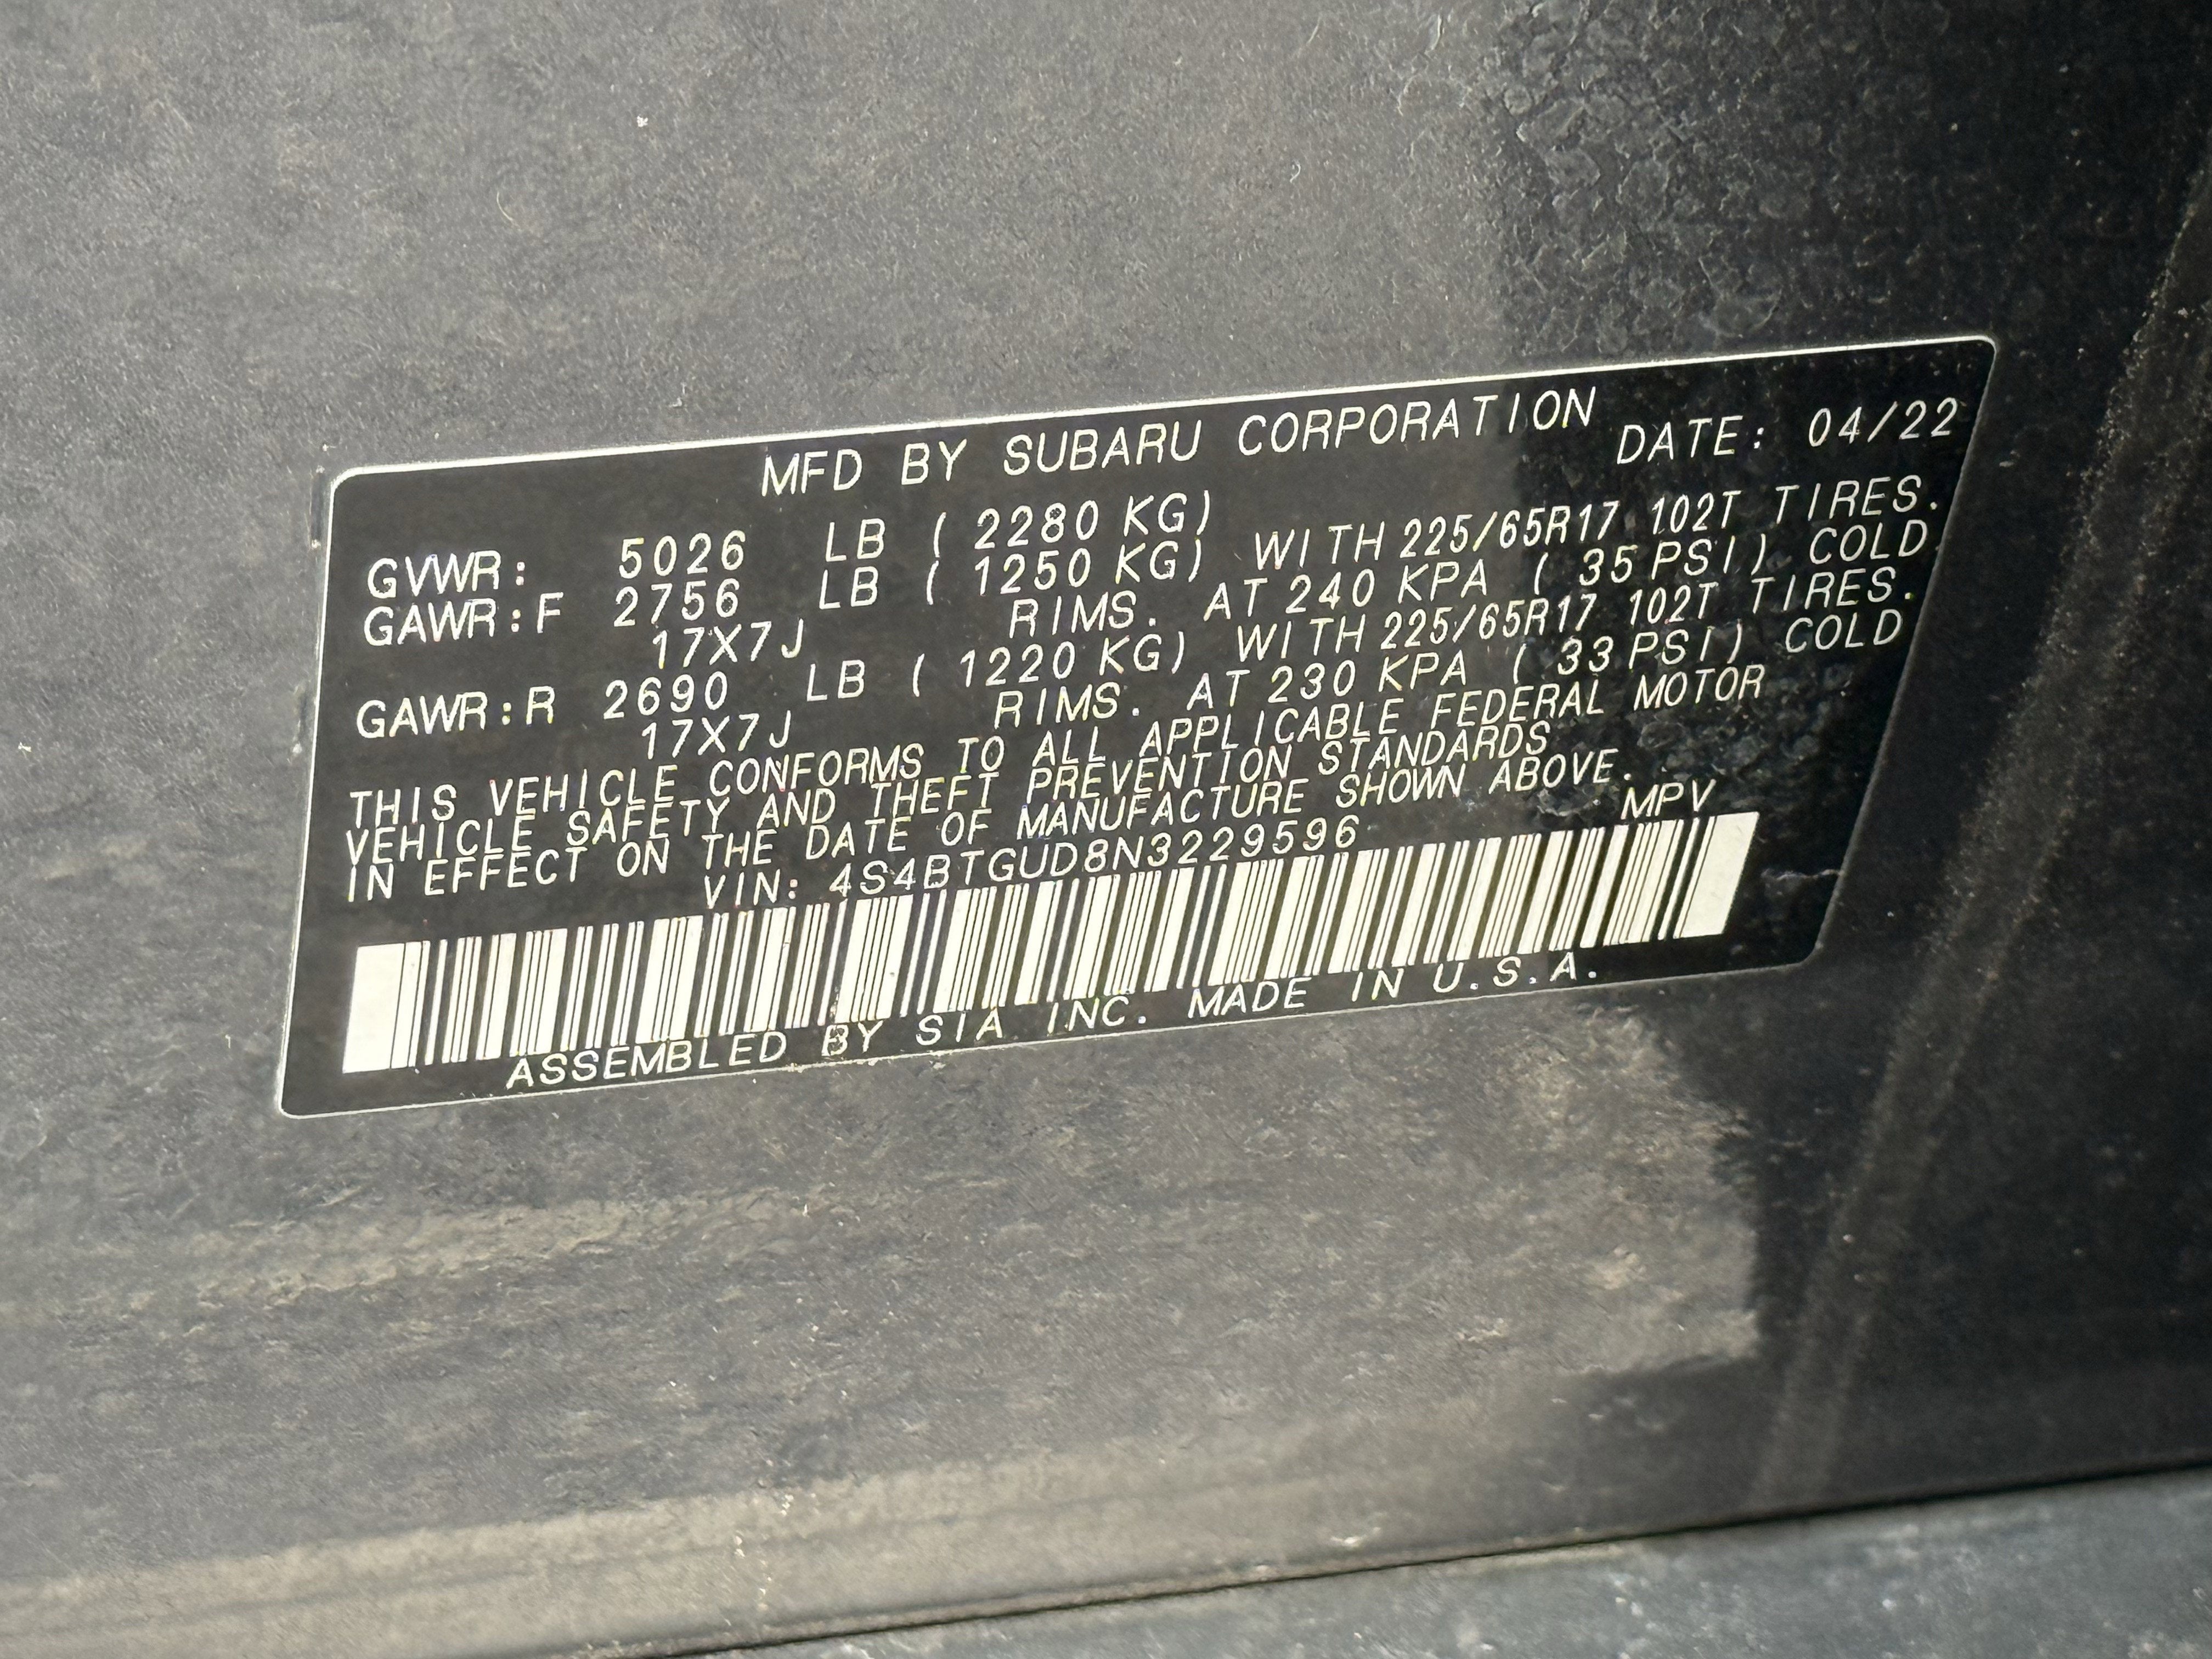 MFD BY SUBARU CORPORATION DATE: 04/22
GVWR: 5026 LB ( 2280 KG)
GAWR:F 2756 LB ( 1250 KG) WITH 225/65R17 102T TIRES.
17X7J RIMS. AT 240 KPA ( 35 PSI) COLD.
GAWR:R 2690 LB ( 1220 KG) WITH 225/65R17 102T TIRES.
17X7J RIMS. AT 230 KPA ( 33 PSI) COLD
THIS VEHICLE CONFORMS TO ALL APPLICABLE FEDERAL MOTOR
VEHICLE SAFETY AND THEFT PREVENTION STANDARDS
IN EFFECT ON THE DATE OF MANUFACTURE SHOWN ABOVE.
VIN: 4S4BTGUD8N3229596 MPV
ASSEMBLED BY SIA INC. MADE IN U.S.A.